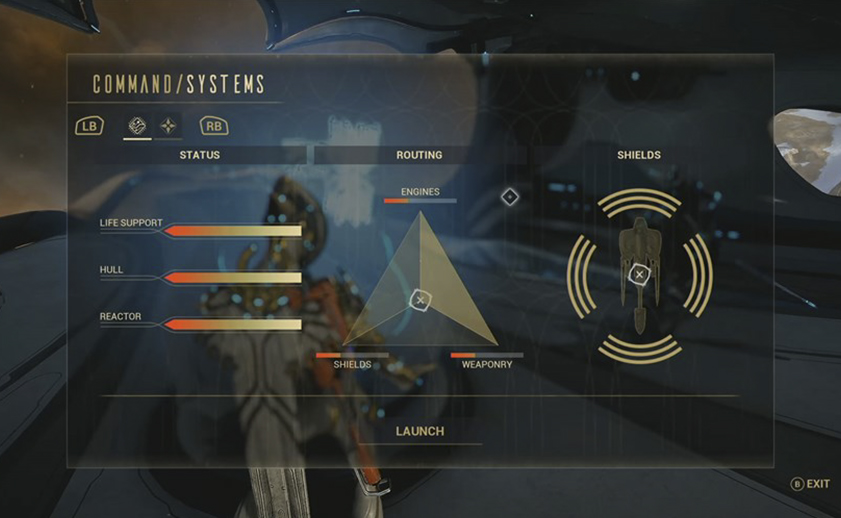 COMMAND/SYSTEMS
LB RB
STATUS ROUTING SHIELDS
ENGINES
LIFE SUPPORT
HULL
REACTOR
SHIELDS WEAPONRY
LAUNCH
B EXIT